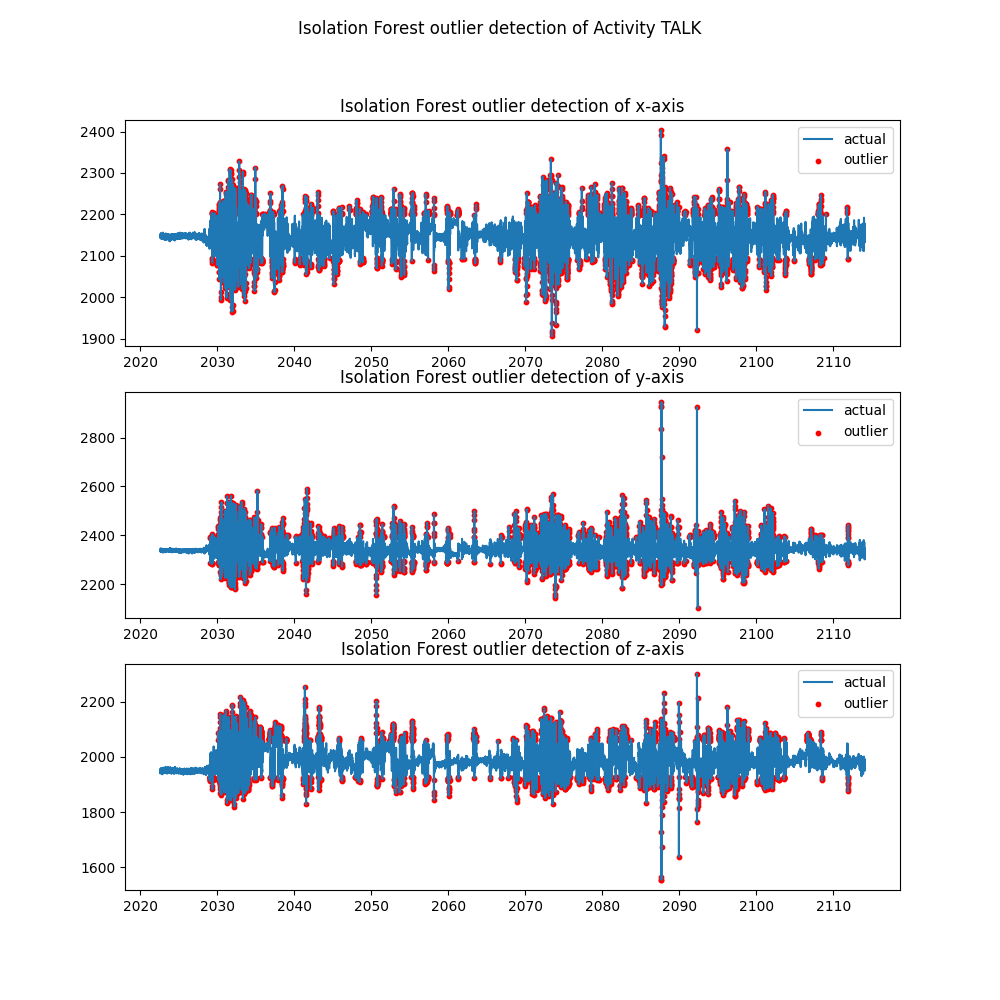 Isolation Forest outlier detection of Activity TALK
Isolation Forest outlier detection of x-axis
2400
2300
2200
2100
2000
1900
actual
outlier
2020 2030 2040 2050 2060 2070 2080 2090 2100 2110
Isolation Forest outlier detection of y-axis
2800
2600
2400
2200
actual
outlier
2020 2030 2040 2050 2060 2070 2080 2090 2100 2110
Isolation Forest outlier detection of z-axis
2200
2000
1800
1600
actual
outlier
2020 2030 2040 2050 2060 2070 2080 2090 2100 2110